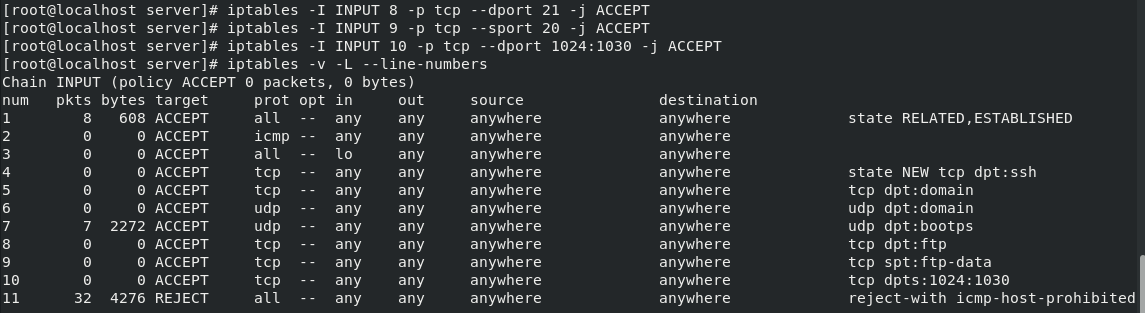 [root@localhost server]# iptables -I INPUT 8 -p tcp --dport 21 -j ACCEPT
[root@localhost server]# iptables -I INPUT 9 -p tcp --sport 20 -j ACCEPT
[root@localhost server]# iptables -I INPUT 10 -p tcp --dport 1024:1030 -j ACCEPT
[root@localhost server]# iptables -v -L --line-numbers
Chain INPUT (policy ACCEPT 0 packets, 0 bytes)
num   pkts bytes target     prot opt in     out     source               destination
1        8   608 ACCEPT     all  --  any    any     anywhere             anywhere             state RELATED,ESTABLISHED
2        0     0 ACCEPT     icmp --  any    any     anywhere             anywhere
3        0     0 ACCEPT     all  --  lo     any     anywhere             anywhere
4        0     0 ACCEPT     tcp  --  any    any     anywhere             anywhere             state NEW tcp dpt:ssh
5        0     0 ACCEPT     tcp  --  any    any     anywhere             anywhere             tcp dpt:domain
6        0     0 ACCEPT     udp  --  any    any     anywhere             anywhere             udp dpt:domain
7        7  2272 ACCEPT     udp  --  any    any     anywhere             anywhere             udp dpt:bootps
8        0     0 ACCEPT     tcp  --  any    any     anywhere             anywhere             tcp dpt:ftp
9        0     0 ACCEPT     tcp  --  any    any     anywhere             anywhere             tcp spt:ftp-data
10       0     0 ACCEPT     tcp  --  any    any     anywhere             anywhere             tcp dpts:1024:1030
11      32  4276 REJECT     all  --  any    any     anywhere             anywhere             reject-with icmp-host-prohibited